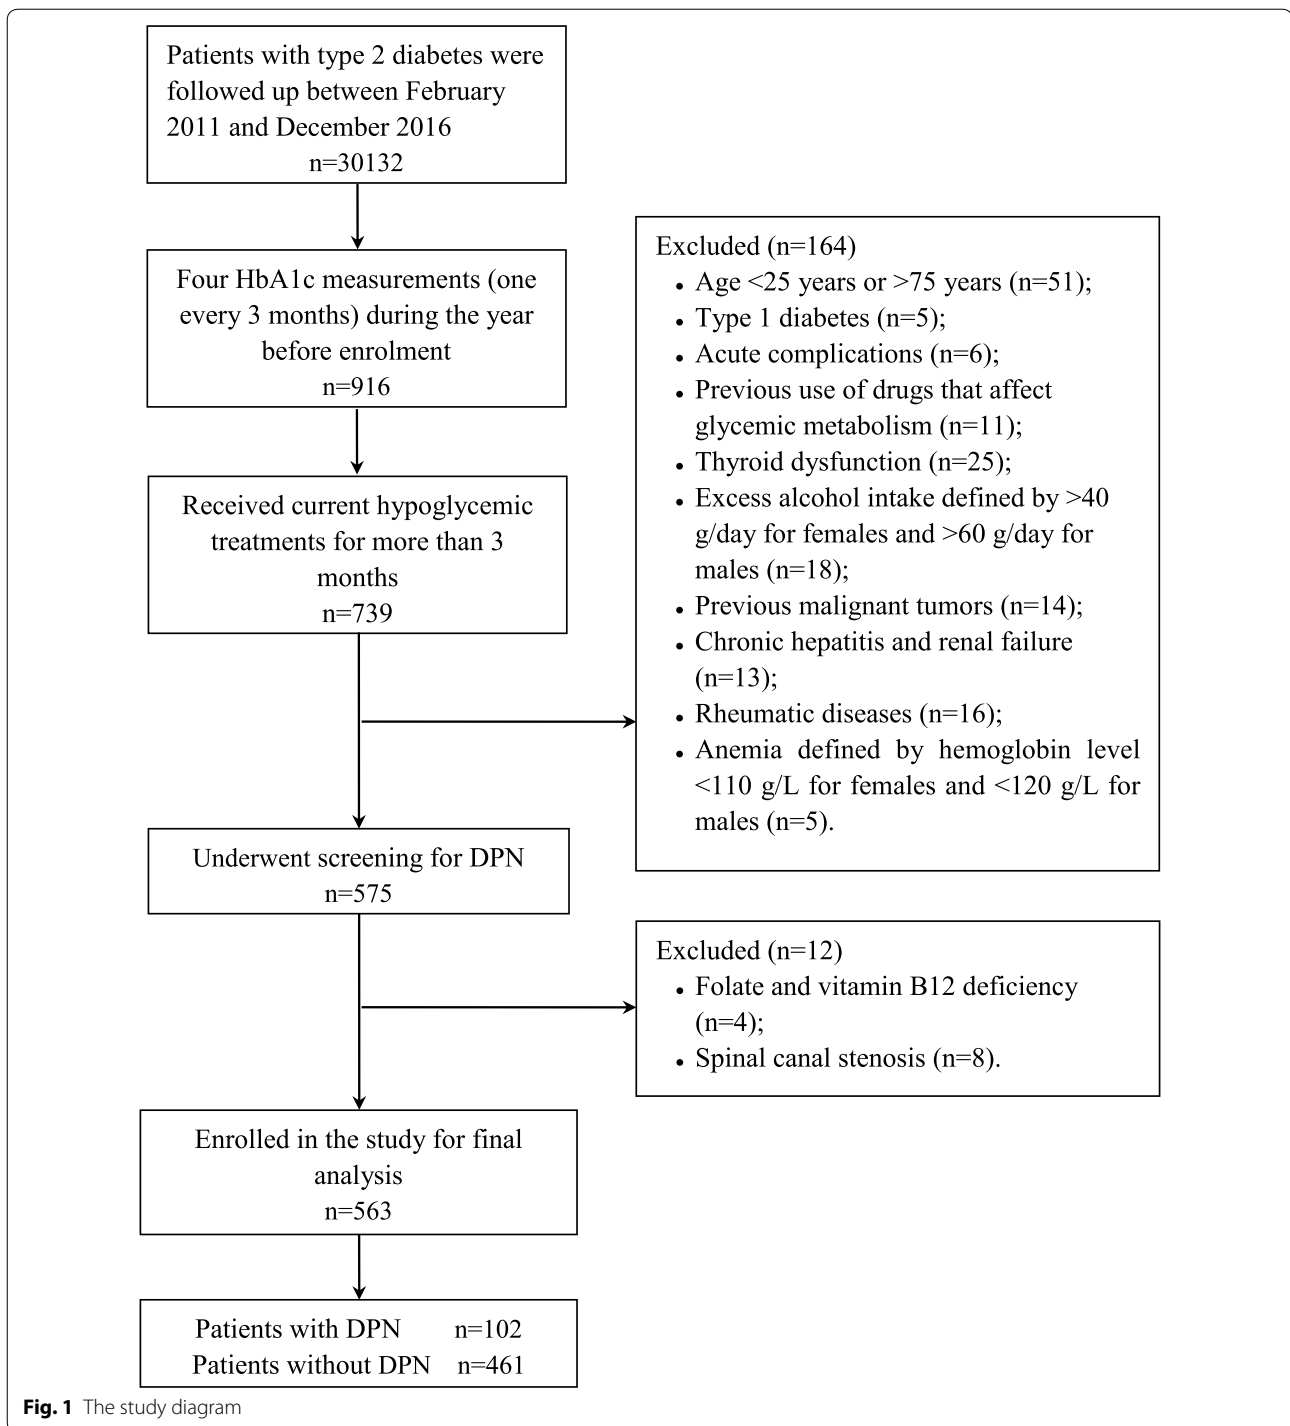 Patients with type 2 diabetes were
followed up between February
2011 and December 2016
n=30132
Four HbA1c measurements (one
every 3 months) during the year
before enrolment
n=916
Received current hypoglycemic
treatments for more than 3
months
n=739
Excluded (n=164)
• Age <25 years or >75 years (n=51);
• Type 1 diabetes (n=5);
• Acute complications (n=6);
• Previous use of drugs that affect
glycemic metabolism (n=11);
• Thyroid dysfunction (n=25);
• Excess alcohol intake defined by >40
g/day for females and >60 g/day for
males (n=18);
• Previous malignant tumors (n=14);
• Chronic hepatitis and renal failure
(n=13);
• Rheumatic diseases (n=16);
• Anemia defined by hemoglobin level
<110 g/L for females and <120 g/L for
males (n=5).
Underwent screening for DPN
n=575
Excluded (n=12)
• Folate and vitamin B12 deficiency
(n=4);
• Spinal canal stenosis (n=8).
Enrolled in the study for final
analysis
n=563
Patients with DPN n=102
Patients without DPN n=461
Fig. 1 The study diagram